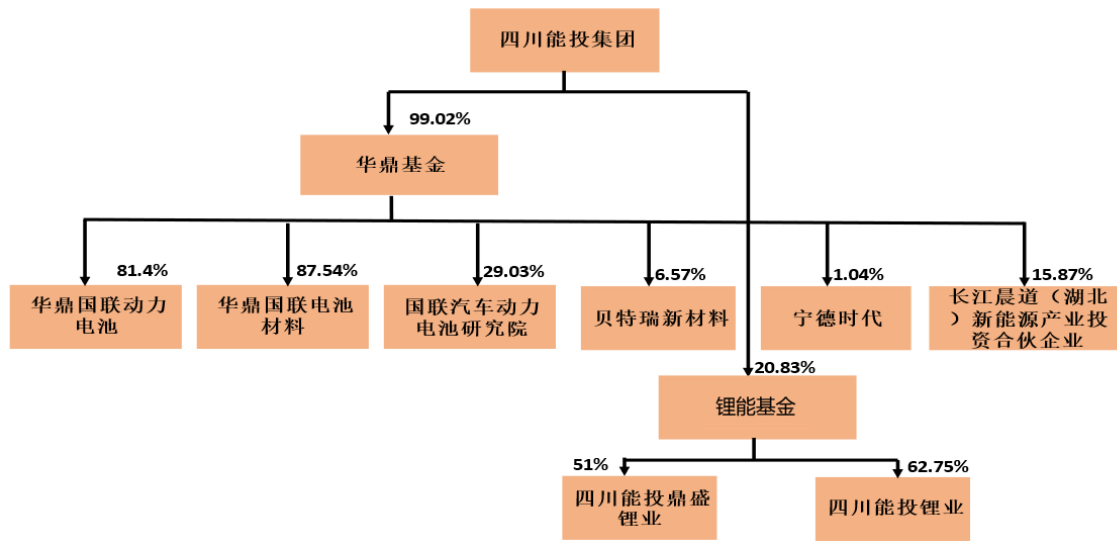 四川能投集团
99.02%
华鼎基金
81.4%
87.54%
29.03%
6.57%
1.04%
15.87%
华鼎国联动力
电池
华鼎国联电池
材料
国联汽车动力
电池研究院
贝特瑞新材料
宁德时代
长江晨道（湖北
）新能源产业投
资合伙企业
20.83%
锂能基金
51%
62.75%
四川能投鼎盛
锂业
四川能投锂业